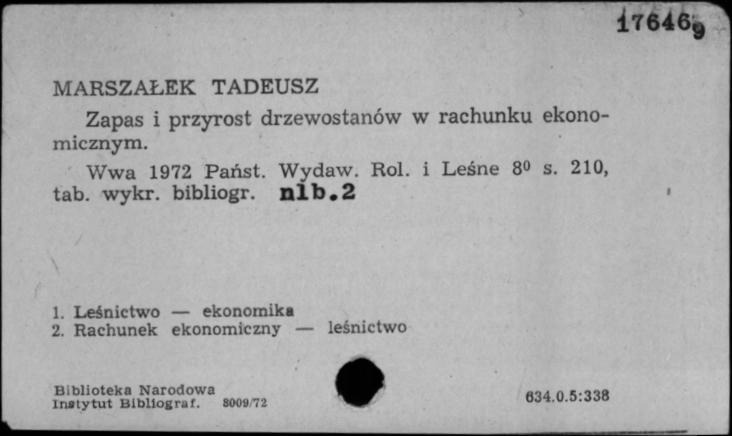 176469
MARSZAŁEK TADEUSZ
Zapas i przyrost drzewostanów w rachunku ekono-
micznym.
Wwa 1972 Państ. Wydaw. Rol. i Leśne 8⁰ s. 210,
tab. wykr. bibliogr. nlb.2
1. Leśnictwo — ekonomika
2. Rachunek ekonomiczny — leśnictwo
Biblioteka Narodowa
Instytut Bibliograf. 8009/72
634.0.5:338